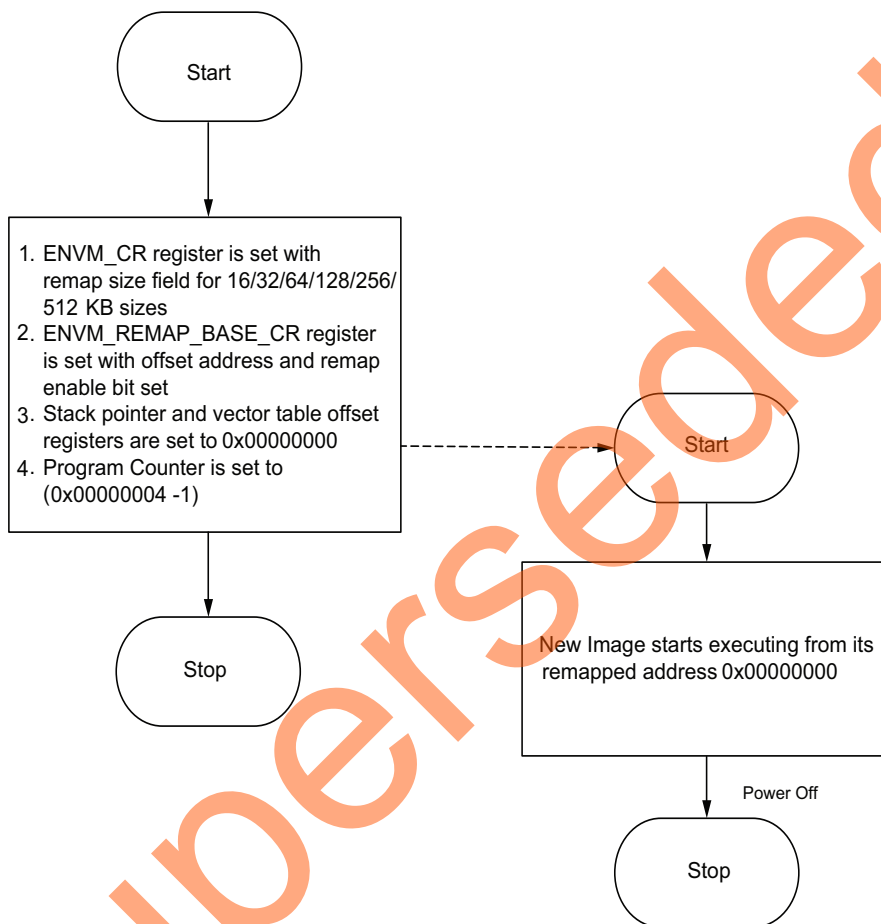 Start
1. ENVM_CR register is set with
remap size field for 16/32/64/128/256/
512 KB sizes
2. ENVM_REMAP_BASE_CR register
is set with offset address and remap
enable bit set
3. Stack pointer and vector table offset
registers are set to 0x00000000
4. Program Counter is set to
(0x00000004 -1)
Stop
Start
New Image starts executing from its
remapped address 0x00000000
Power Off
Stop
uperseded